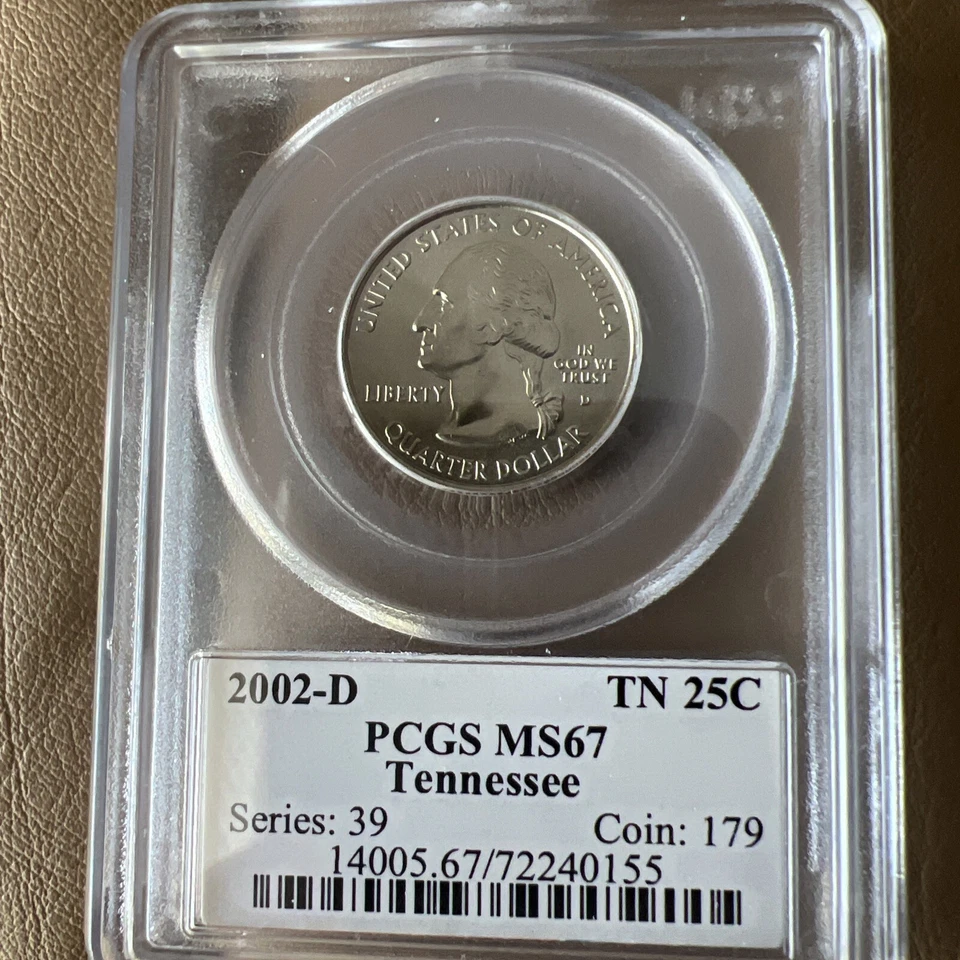 UNITED STATES OF AMERICA
LIBERTY
IN
GOD WE
TRUST
D
QUARTER DOLLAR
2002-D TN 25C
PCGS MS67
Tennessee
Series: 39 Coin: 179
14005.67/72240155